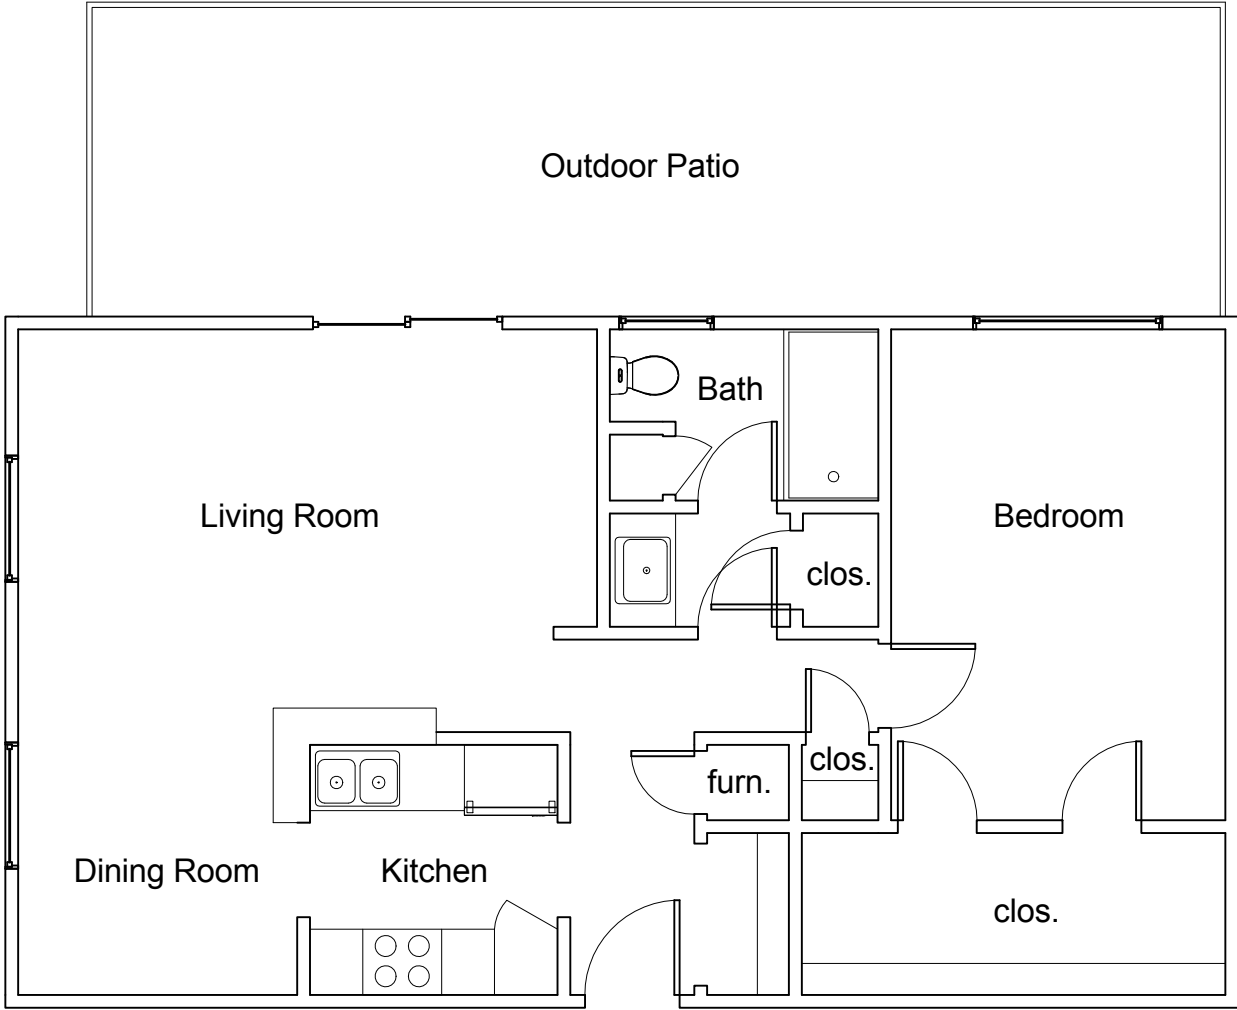 Outdoor Patio
Bath
Living Room
Bedroom
clos.
clos.
furn.
Dining Room
Kitchen
clos.